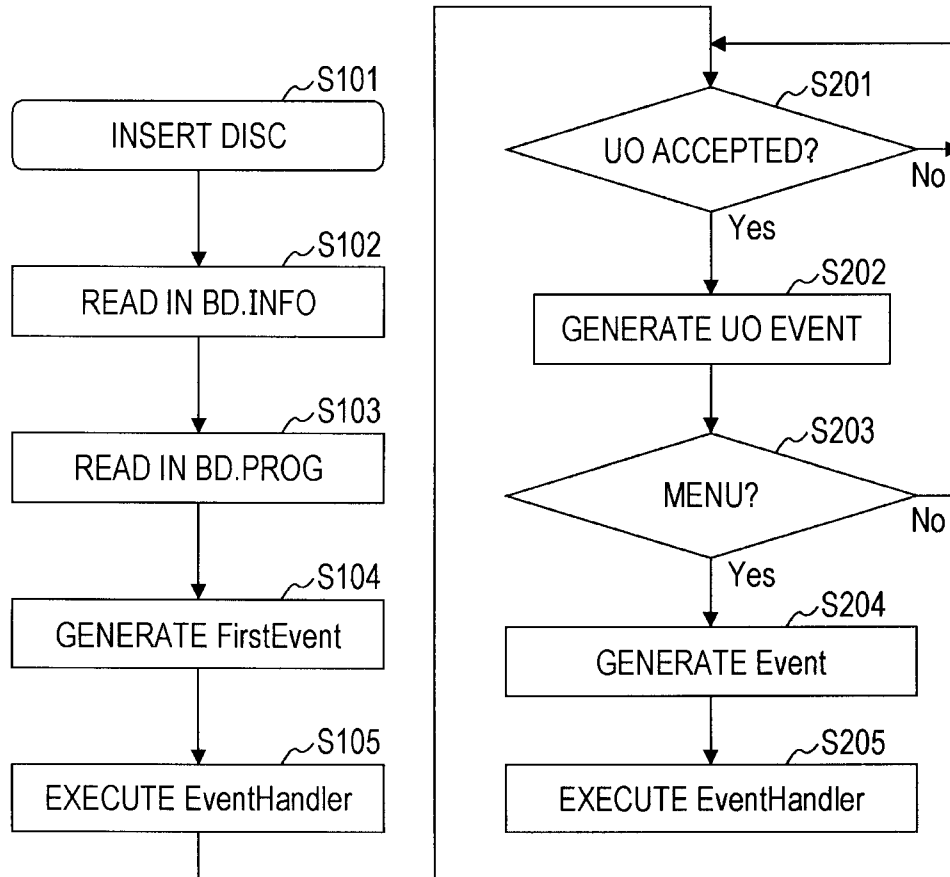 S101
INSERT DISC
S102
READ IN BD.INFO
S103
READ IN BD.PROG
S104
GENERATE FirstEvent
S105
EXECUTE EventHandler
S201
UO ACCEPTED?
No
Yes
S202
GENERATE UO EVENT
S203
MENU?
No
Yes
S204
GENERATE Event
S205
EXECUTE EventHandler